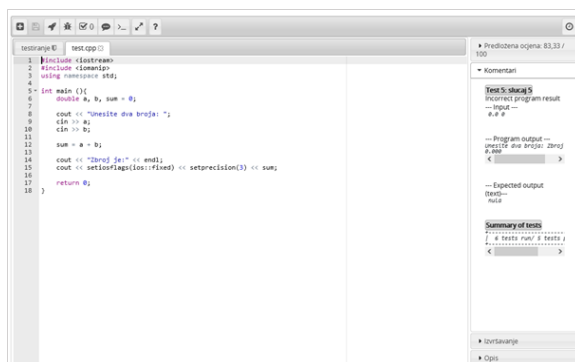 0
>_
?
testiranje
test.cpp
1 #include <iostream>
2 #include <iomanip>
3 using namespace std;
4
5 int main (){
6 double a, b, sum = 0;
7
8 cout << "Unesite dva broja: ";
9 cin >> a;
10 cin >> b;
11
12 sum = a + b;
13
14 cout << "Zbroj je:" << endl;
15 cout << setiosflags(ios::fixed) << setprecision(3) << sum;
16
17 return 0;
18 }
Predložena ocjena: 83,33 /
100
Komentari
Test 5: slucaj 5
Incorrect program result
--- Input ---
0.0 0
--- Program output ---
Unesite dva broja: Zbroj
0.000
--- Expected output
(text)---
nula
Summary of tests
| 6 tests run/ 5 tests
Izvršavanje
Opis